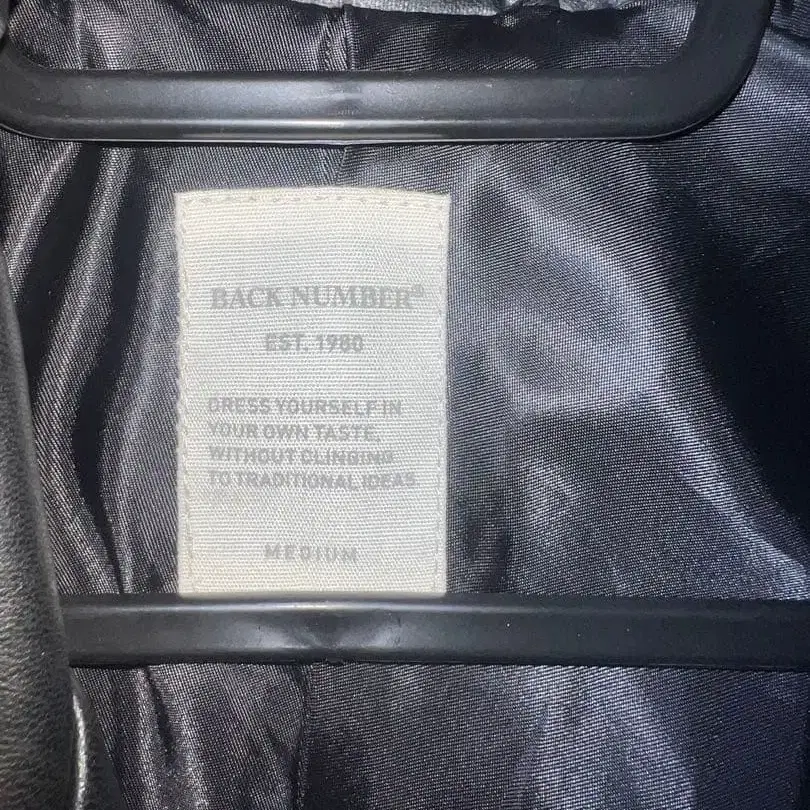 BACK NUMBER®
EST. 1980
DRESS YOURSELF IN
YOUR OWN TASTE,
WITHOUT CLINGING
TO TRADITIONAL IDEAS
MEDIUM